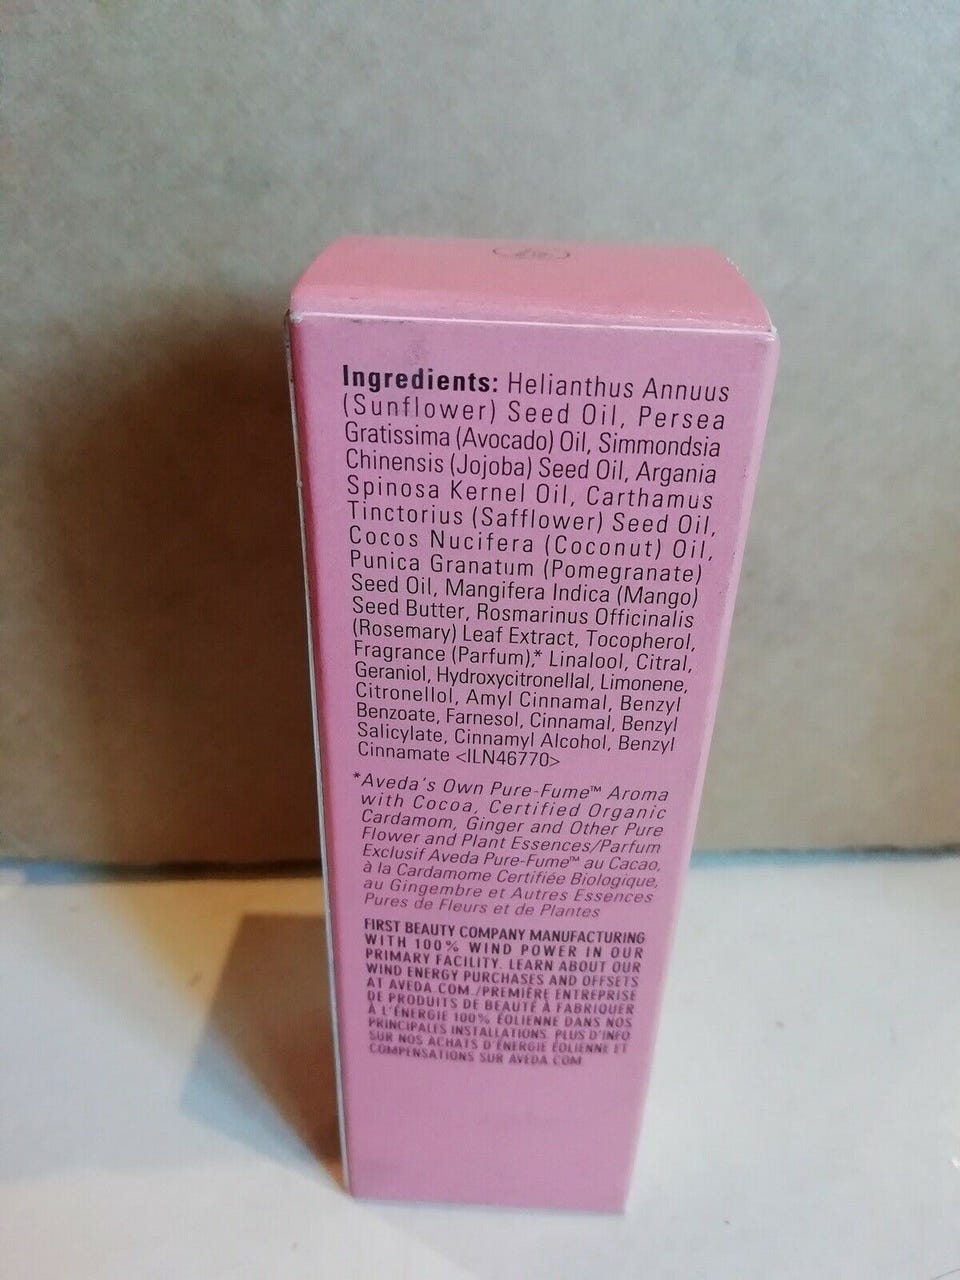 Ingredients: Helianthus Annuus
(Sunflower) Seed Oil, Persea
Gratissima (Avocado) Oil, Simmondsia
Chinensis (Jojoba) Seed Oil, Argania
Spinosa Kernel Oil, Carthamus
Tinctorius (Safflower) Seed Oil,
Cocos Nucifera (Coconut) Oil,
Punica Granatum (Pomegranate)
Seed Oil, Mangifera Indica (Mango)
Seed Butter, Rosmarinus Officinalis
(Rosemary) Leaf Extract, Tocopherol,
Fragrance (Parfum),* Linalool, Citral,
Geraniol, Hydroxycitronellal, Limonene,
Citronellol, Amyl Cinnamal, Benzyl
Benzoate, Farnesol, Cinnamal, Benzyl
Salicylate, Cinnamyl Alcohol, Benzyl
Cinnamate <ILN46770>
*Aveda's Own Pure-Fume™ Aroma
with Cocoa, Certified Organic
Cardamom, Ginger and Other Pure
Flower and Plant Essences/Parfum
Exclusif Aveda Pure-Fume™ au Cacao,
à la Cardamome Certifiée Biologique,
au Gingembre et Autres Essences
Pures de Fleurs et de Plantes
FIRST BEAUTY COMPANY MANUFACTURING
WITH 100% WIND POWER IN OUR
PRIMARY FACILITY. LEARN ABOUT OUR
WIND ENERGY PURCHASES AND OFFSETS
AT AVEDA.COM./PREMIÈRE ENTREPRISE
DE PRODUITS DE BEAUTÉ À FABRIQUER
À L'ÉNERGIE 100% ÉOLIENNE DANS NOS
PRINCIPALES INSTALLATIONS. PLUS D'INFO
SUR NOS ACHATS D'ÉNERGIE ÉOLIENNE ET
COMPENSATIONS SUR AVEDA.COM